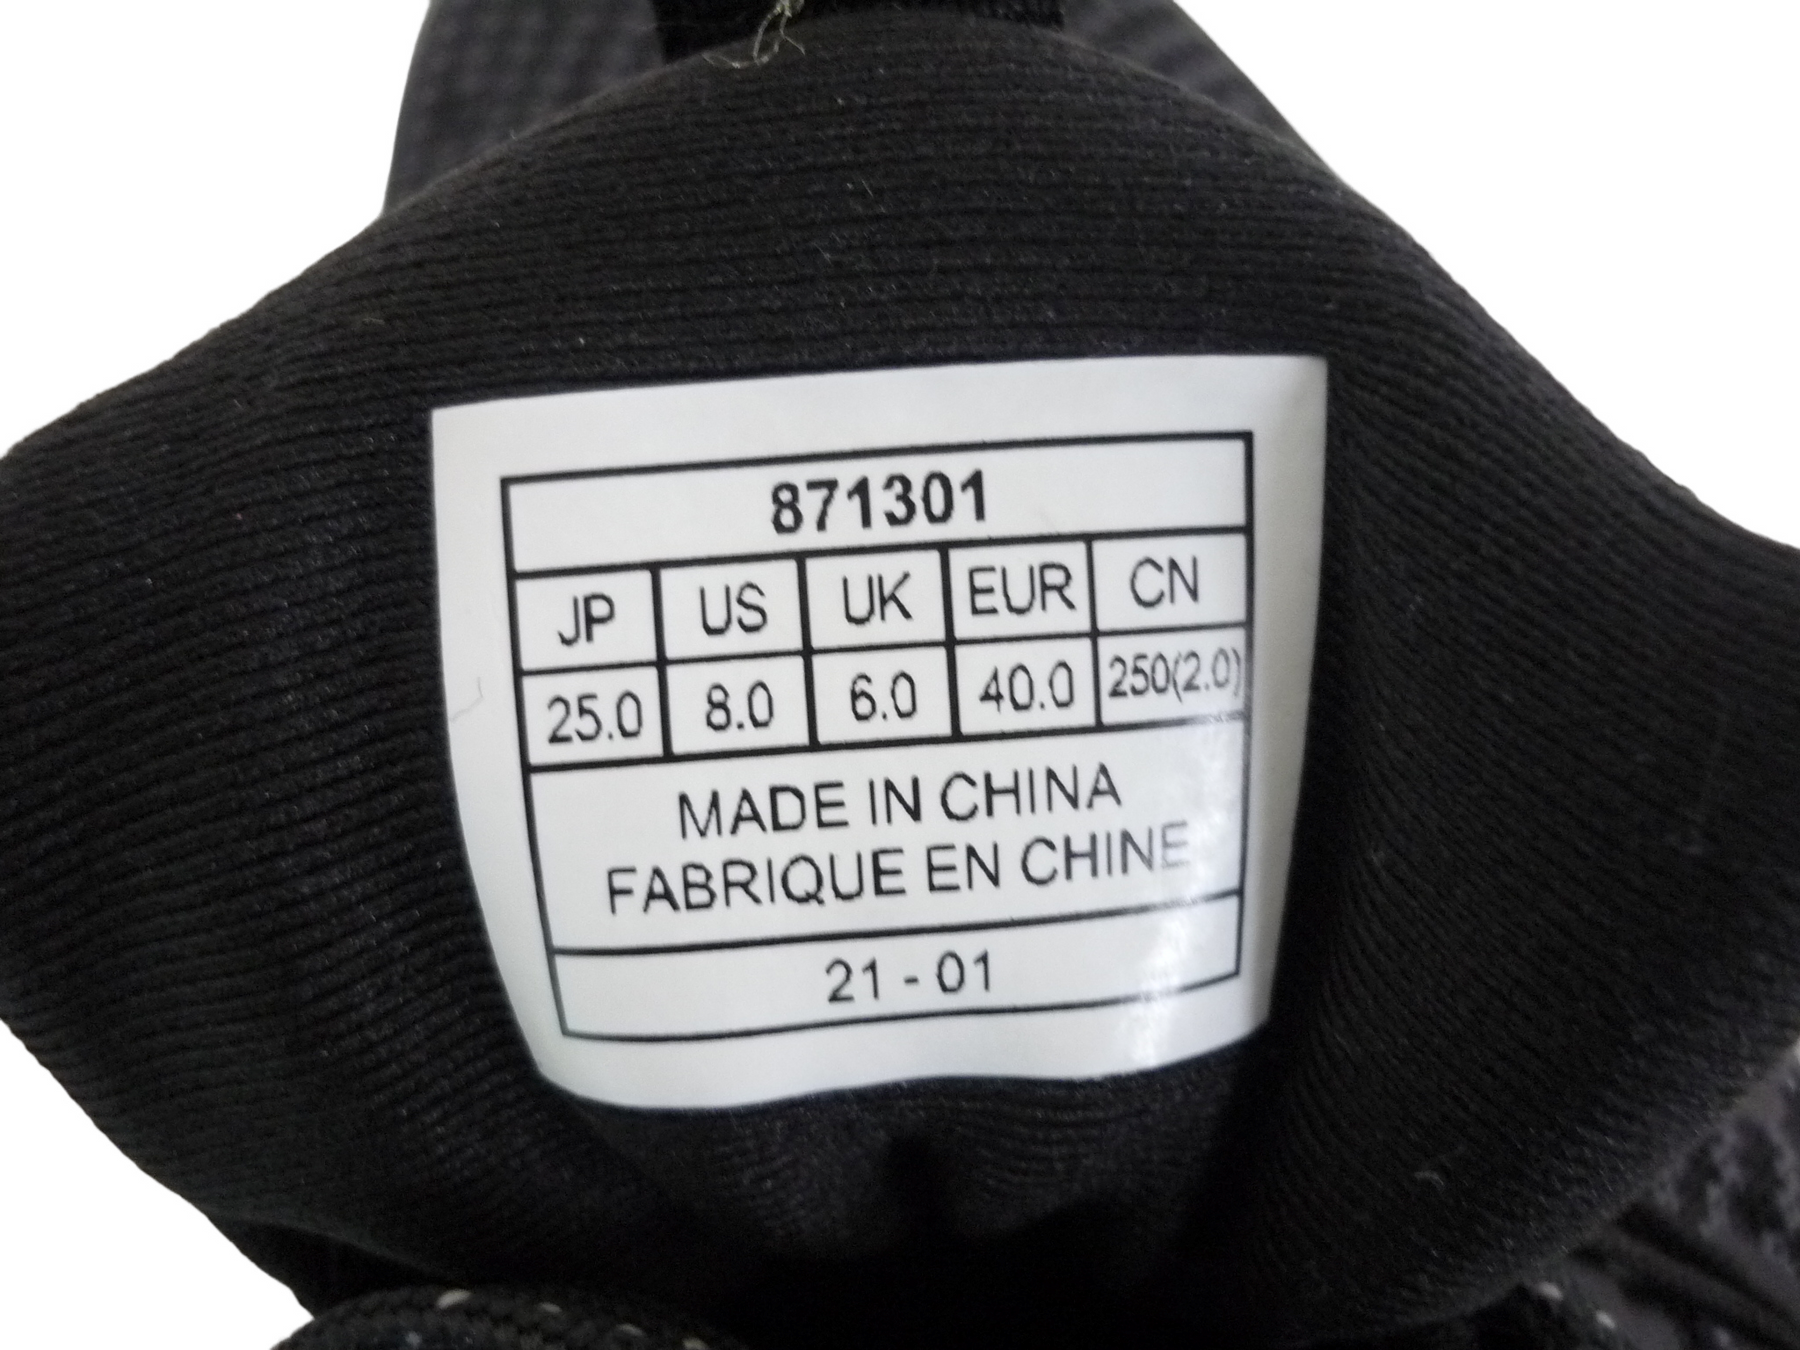 871301
JP US UK EUR CN
25.0 8.0 6.0 40.0 250(2.0)
MADE IN CHINA
FABRIQUE EN CHINE
21 - 01